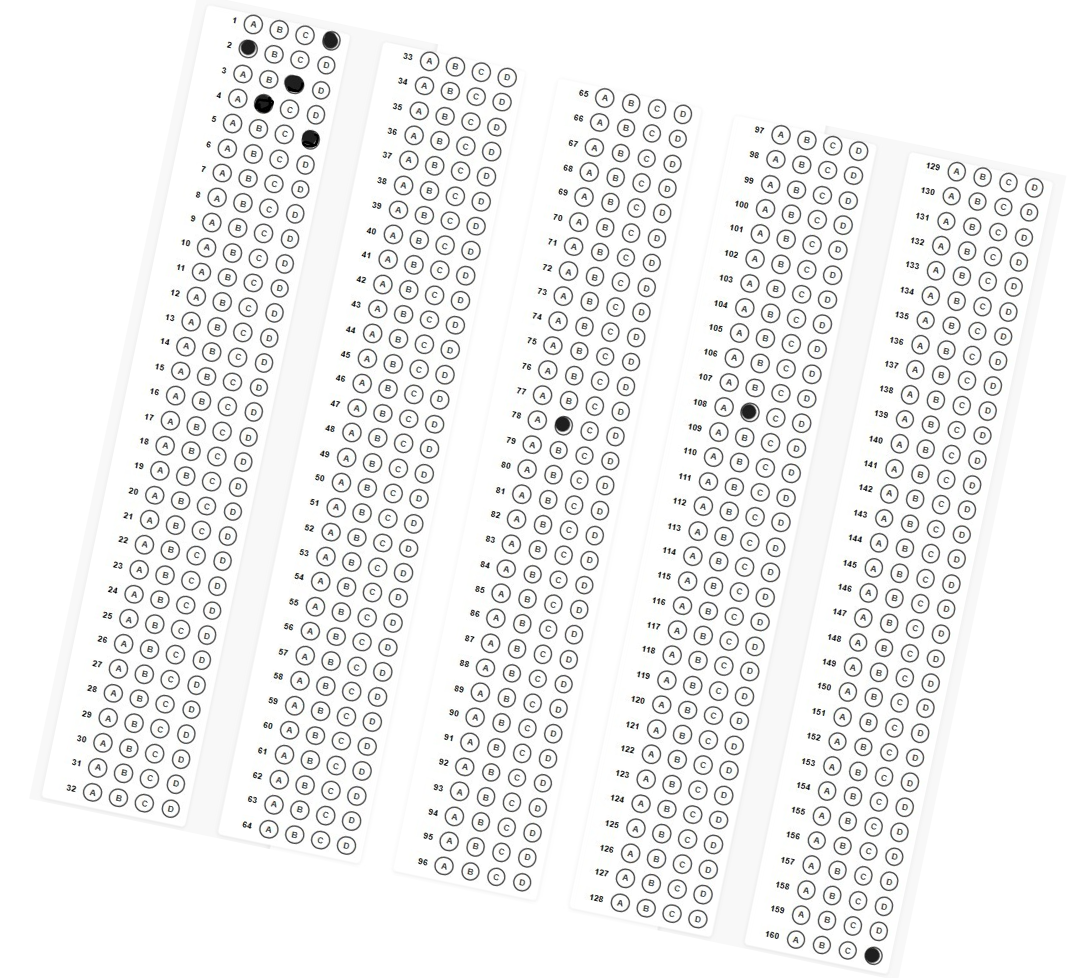 1 A B C
2 B C D
3 A B D
4 A C D
5 A B C
6 A B C D
7 A B C D
8 A B C D
9 A B C D
10 A B C D
11 A B C D
12 A B C D
13 A B C D
14 A B C D
15 A B C D
16 A B C D
17 A B C D
18 A B C D
19 A B C D
20 A B C D
21 A B C D
22 A B C D
23 A B C D
24 A B C D
25 A B C D
26 A B C D
27 A B C D
28 A B C D
29 A B C D
30 A B C D
31 A B C D
32 A B C D
33 A B C D
34 A B C D
35 A B C D
36 A B C D
37 A B C D
38 A B C D
39 A B C D
40 A B C D
41 A B C D
42 A B C D
43 A B C D
44 A B C D
45 A B C D
46 A B C D
47 A B C D
48 A B C D
49 A B C D
50 A B C D
51 A B C D
52 A B C D
53 A B C D
54 A B C D
55 A B C D
56 A B C D
57 A B C D
58 A B C D
59 A B C D
60 A B C D
61 A B C D
62 A B C D
63 A B C D
64 A B C D
65 A B C D
66 A B C D
67 A B C D
68 A B C D
69 A B C D
70 A B C D
71 A B C D
72 A B C D
73 A B C D
74 A B C D
75 A B C D
76 A B C D
77 A B C D
78 A C D
79 A B C D
80 A B C D
81 A B C D
82 A B C D
83 A B C D
84 A B C D
85 A B C D
86 A B C D
87 A B C D
88 A B C D
89 A B C D
90 A B C D
91 A B C D
92 A B C D
93 A B C D
94 A B C D
95 A B C D
96 A B C D
97 A B C D
98 A B C D
99 A B C D
100 A B C D
101 A B C D
102 A B C D
103 A B C D
104 A B C D
105 A B C D
106 A B C D
107 A B C D
108 A C D
109 A B C D
110 A B C D
111 A B C D
112 A B C D
113 A B C D
114 A B C D
115 A B C D
116 A B C D
117 A B C D
118 A B C D
119 A B C D
120 A B C D
121 A B C D
122 A B C D
123 A B C D
124 A B C D
125 A B C D
126 A B C D
127 A B C D
128 A B C D
129 A B C D
130 A B C D
131 A B C D
132 A B C D
133 A B C D
134 A B C D
135 A B C D
136 A B C D
137 A B C D
138 A B C D
139 A B C D
140 A B C D
141 A B C D
142 A B C D
143 A B C D
144 A B C D
145 A B C D
146 A B C D
147 A B C D
148 A B C D
149 A B C D
150 A B C D
151 A B C D
152 A B C D
153 A B C D
154 A B C D
155 A B C D
156 A B C D
157 A B C D
158 A B C D
159 A B C D
160 A B C